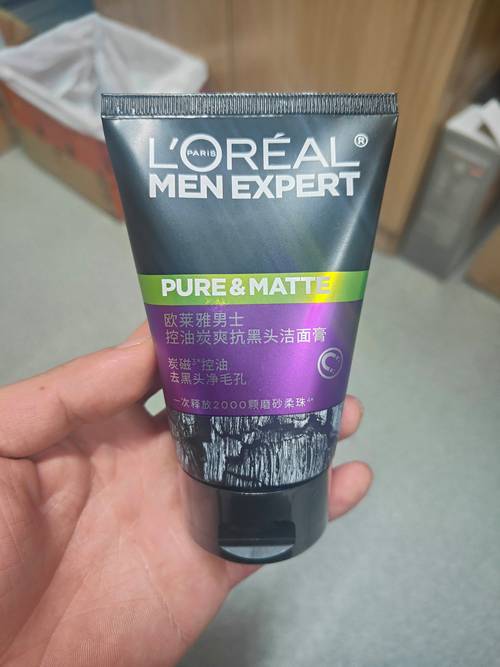 L'ORÉAL®
PARIS
MEN EXPERT
PURE & MATTE
欧莱雅男士
控油炭爽抗黑头洁面膏
炭磁控油
去黑头净毛孔
一次释放2000颗磨砂柔珠